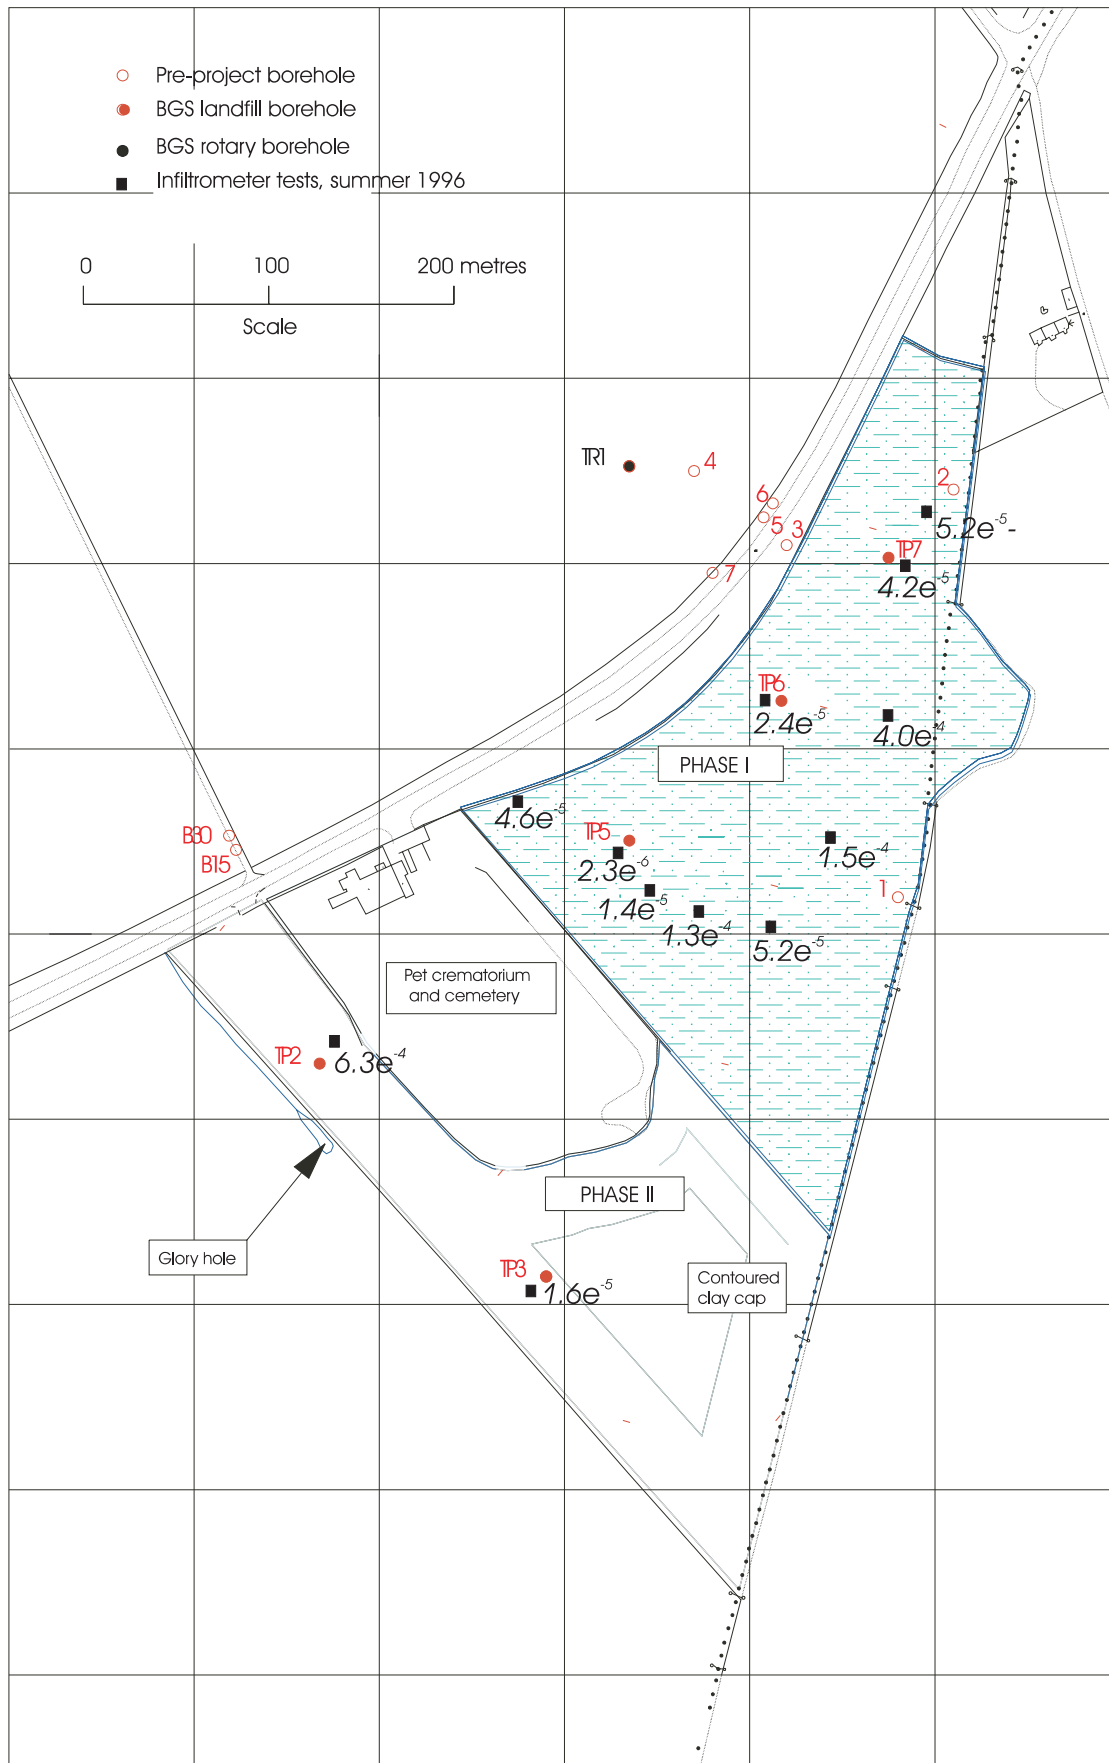 Pre-project borehole
BGS landfill borehole
BGS rotary borehole
Infiltrometer tests, summer 1996
0 100 200 metres
Scale
TR1
4
6
5
3
7
2
5.2e⁻⁵-
TP7
4.2e⁻⁵
TP6
2.4e⁻⁵
4.0e⁻⁴
PHASE I
4.6e⁻⁵
TP5
2.3e⁻⁶
1.5e⁻⁴
B30
B15
1.4e⁻⁵
1
1.3e⁻⁴
5.2e⁻⁵
Pet crematorium
and cemetery
TP2
6.3e⁻⁴
PHASE II
Glory hole
TP3
1.6e⁻⁵
Contoured
clay cap